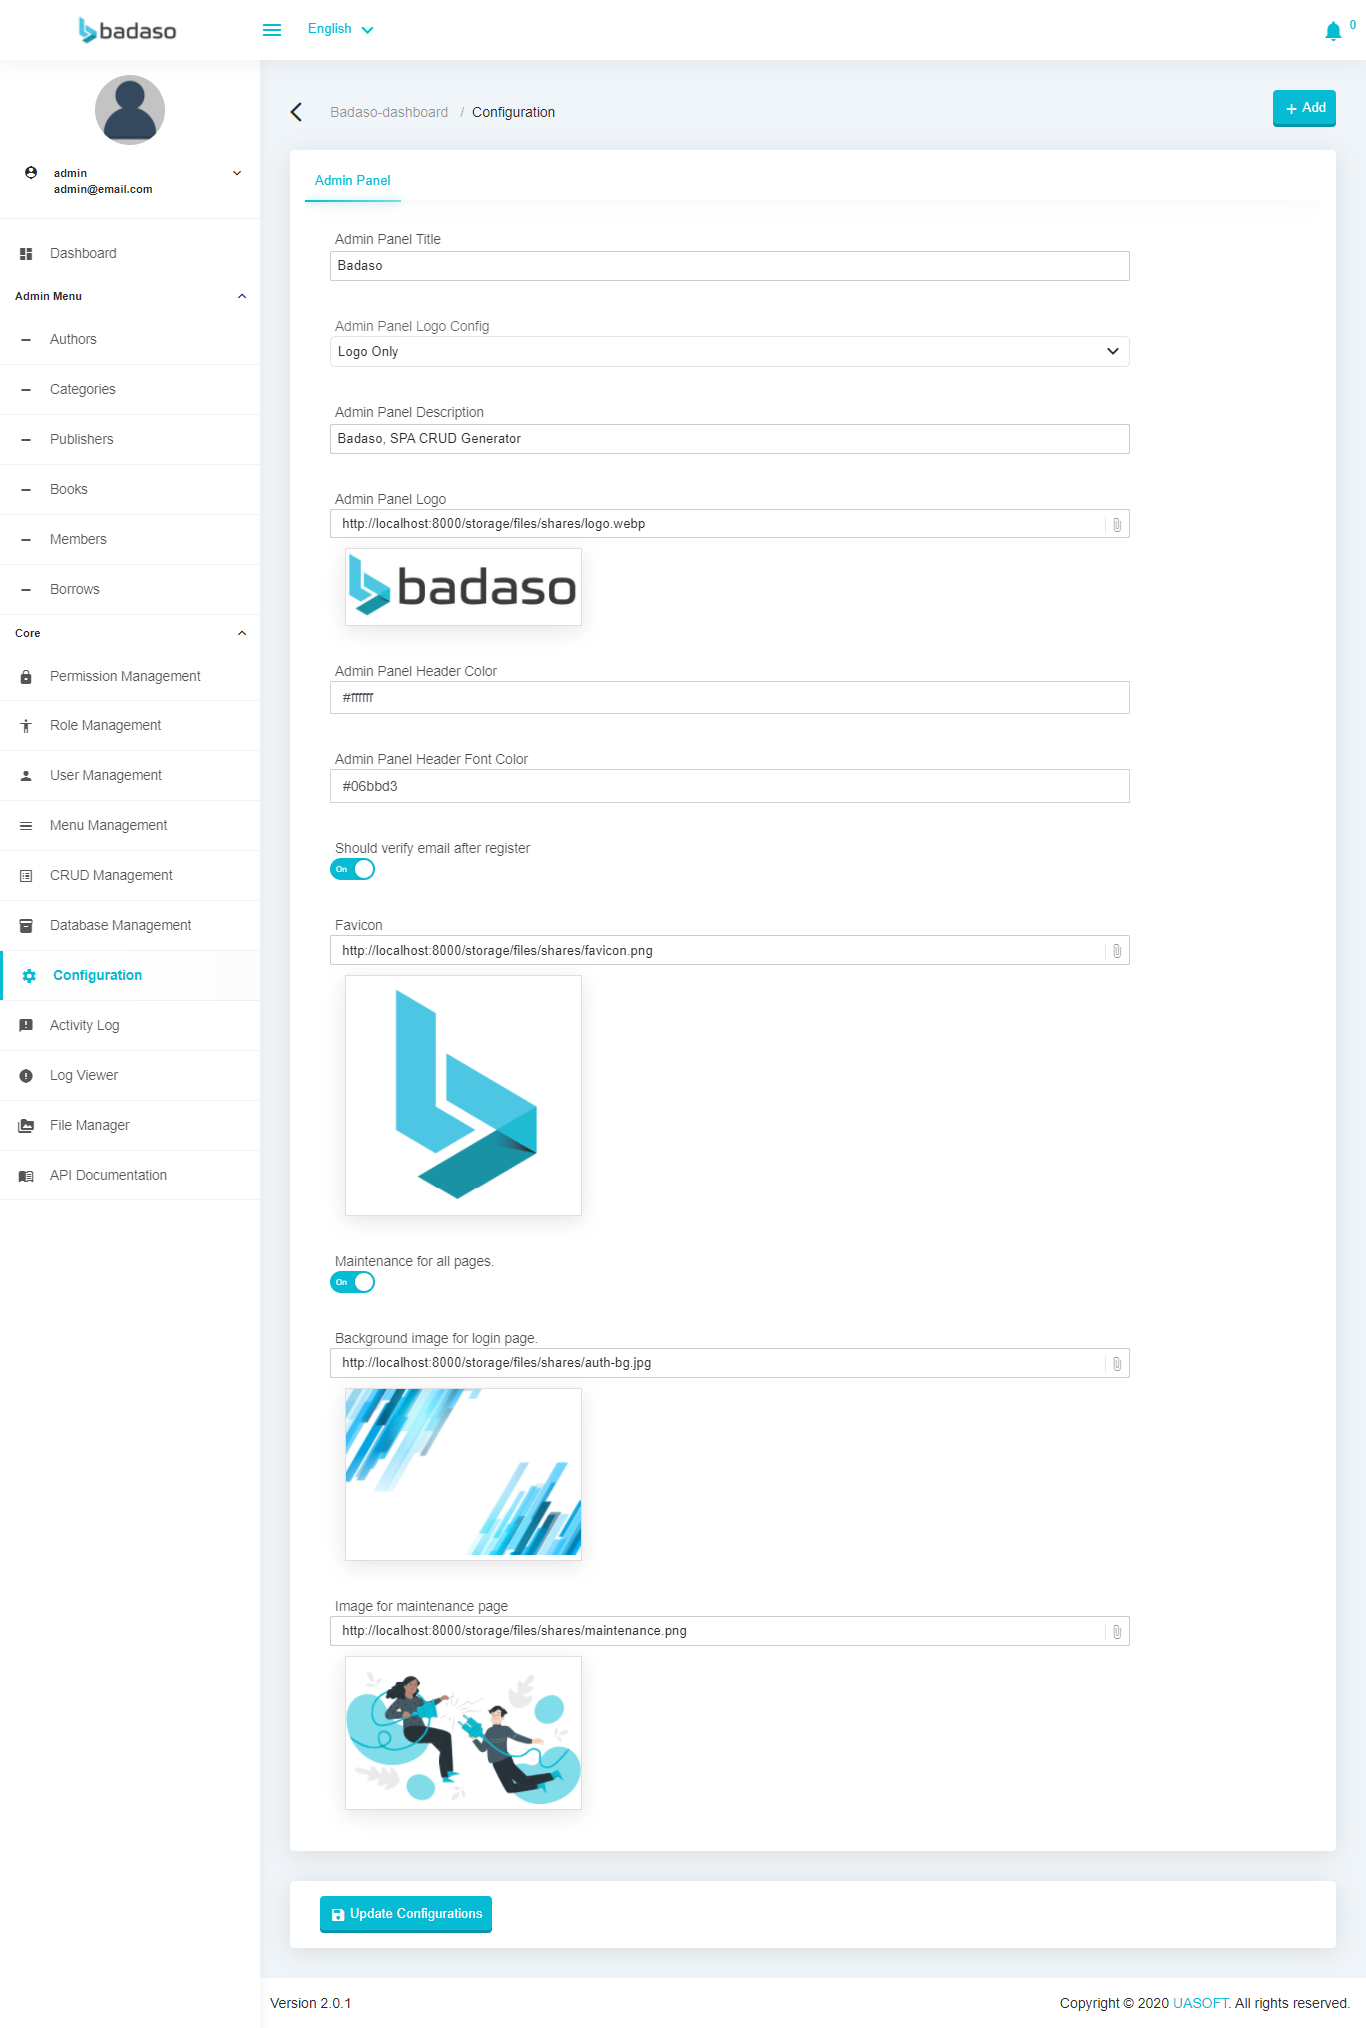 badaso
English
0
admin
admin@email.com
Dashboard
Admin Menu
Authors
Categories
Publishers
Books
Members
Borrows
Core
Permission Management
Role Management
User Management
Menu Management
CRUD Management
Database Management
Configuration
Activity Log
Log Viewer
File Manager
API Documentation
Badaso-dashboard / Configuration
+ Add
Admin Panel
Admin Panel Title
Badaso
Admin Panel Logo Config
Logo Only
Admin Panel Description
Badaso, SPA CRUD Generator
Admin Panel Logo
http://localhost:8000/storage/files/shares/logo.webp
badaso
Admin Panel Header Color
#ffffff
Admin Panel Header Font Color
#06bbd3
Should verify email after register
On
Favicon
http://localhost:8000/storage/files/shares/favicon.png
Maintenance for all pages.
On
Background image for login page.
http://localhost:8000/storage/files/shares/auth-bg.jpg
Image for maintenance page
http://localhost:8000/storage/files/shares/maintenance.png
Update Configurations
Version 2.0.1
Copyright © 2020 UASOFT. All rights reserved.